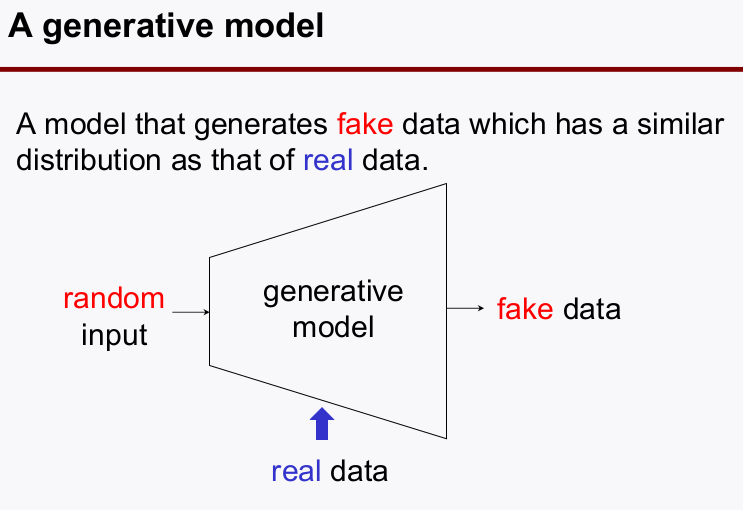 A generative model
A model that generates fake data which has a similar
distribution as that of real data.
random
input
generative
model
fake data
real data